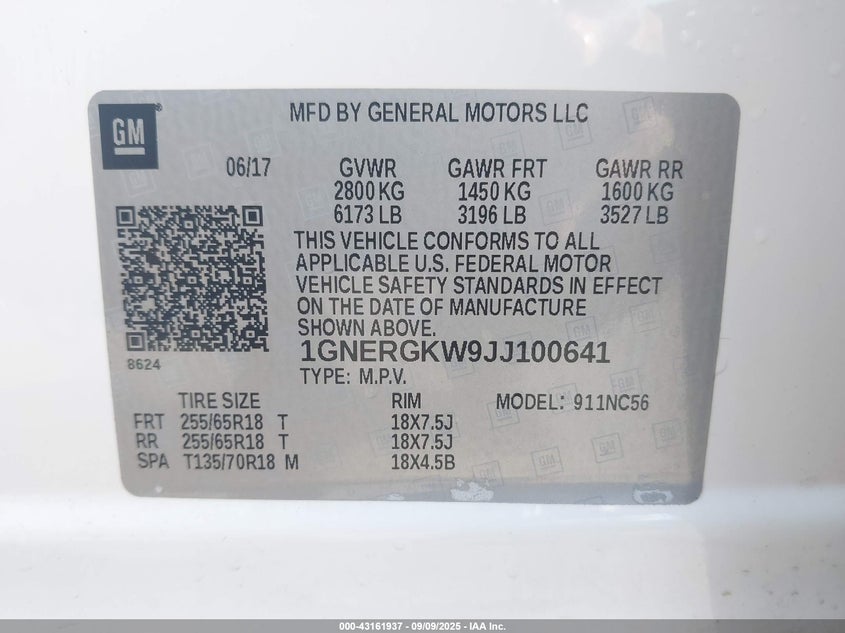 GM
MFD BY GENERAL MOTORS LLC
06/17 GVWR GAWR FRT GAWR RR
2800 KG 1450 KG 1600 KG
6173 LB 3196 LB 3527 LB
THIS VEHICLE CONFORMS TO ALL
APPLICABLE U.S. FEDERAL MOTOR
VEHICLE SAFETY STANDARDS IN EFFECT
ON THE DATE OF MANUFACTURE
SHOWN ABOVE.
8624
1GNERGKW9JJ100641
TYPE: M.P.V.
TIRE SIZE RIM MODEL: 911NC56
FRT 255/65R18 T 18X7.5J
RR 255/65R18 T 18X7.5J
SPA T135/70R18 M 18X4.5B
000-43161937 - 09/09/2025 - IAA Inc.